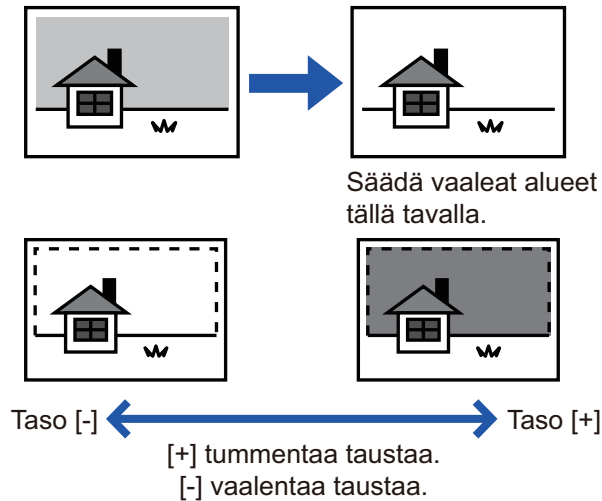 Säädä vaaleat alueet
tällä tavalla.
Taso [-]
Taso [+]
[+] tummentaa taustaa.
[-] vaalentaa taustaa.